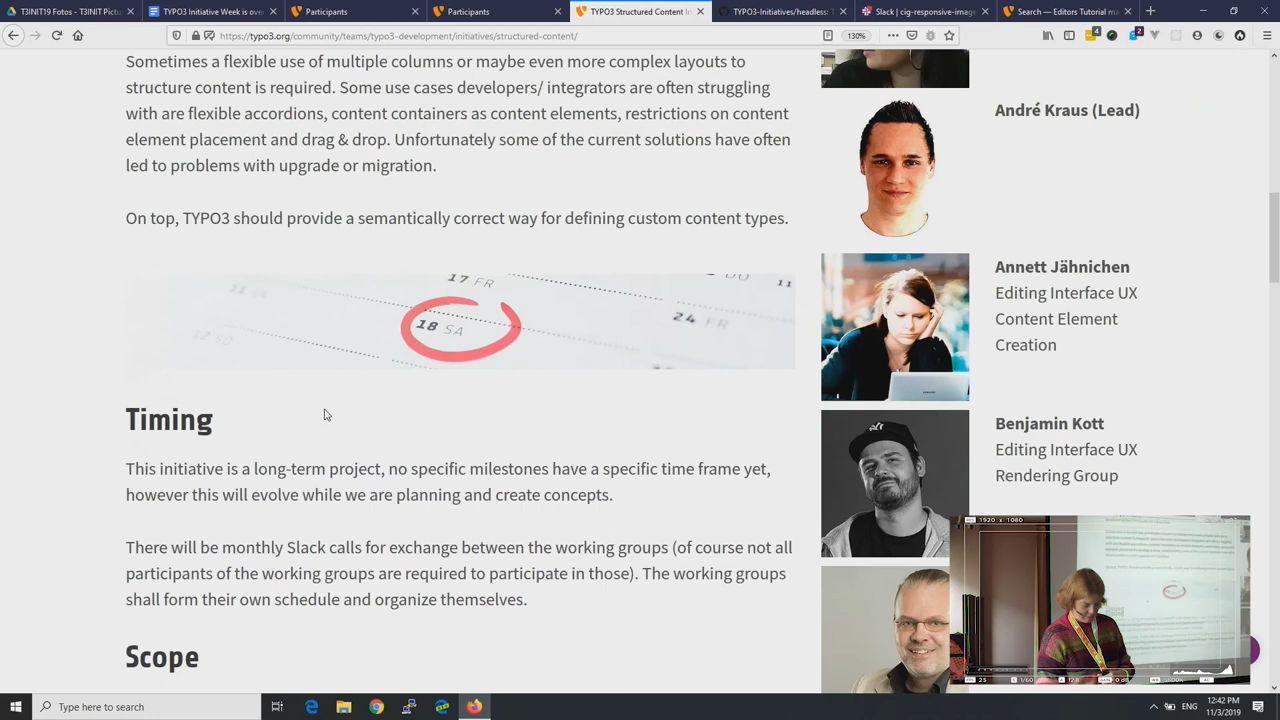 T3INIT19 Fotos - T3INIT Pictu
TYPO3 Initiative Week is over
Participants
Participants
TYPO3 Structured Content In
TYPO3-Initiatives/headless: T
Slack | cig-responsive-image
Search — Editors Tutorial ma
https://typo3.org/community/teams/typo3-development/initiatives/structured-content/
130%
4
2
Sometimes a flexible use of multiple columns or maybe even more complex layouts to
structure content is required. Some use cases developers/ integrators are often struggling
with are flexible accordions, content containers as content elements, restrictions on content
element placement and drag & drop. Unfortunately some of the current solutions have often
led to problems with upgrade or migration.
On top, TYPO3 should provide a semantically correct way for defining custom content types.
17 FR
11
18 SA
24 FR
Timing
This initiative is a long-term project, no specific milestones have a specific time frame yet,
however this will evolve while we are planning and create concepts.
There will be monthly Slack calls for exchange between the working groups (of course not all
participants of the working groups are required to participate in those). The working groups
shall form their own schedule and organize themselves.
Scope
André Kraus (Lead)
Annett Jähnichen
Editing Interface UX
Content Element
Creation
Benjamin Kott
Editing Interface UX
Rendering Group
1920 x 1080
25
1/60
Type here to search
ENG
12:42 PM
11/3/2019